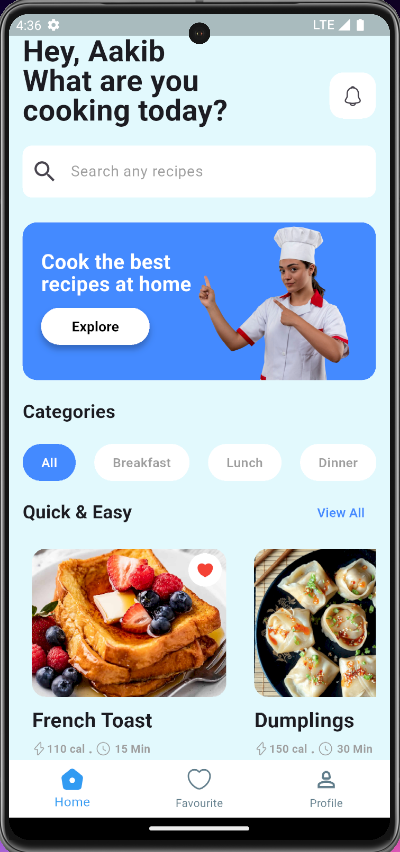 4:36 LTE
Hey, Aakib
What are you
cooking today?
Search any recipes
Cook the best
recipes at home
Explore
Categories
All Breakfast Lunch Dinner
Quick & Easy View All
French Toast Dumplings
110 cal . 15 Min 150 cal . 30 Min
Home Favourite Profile